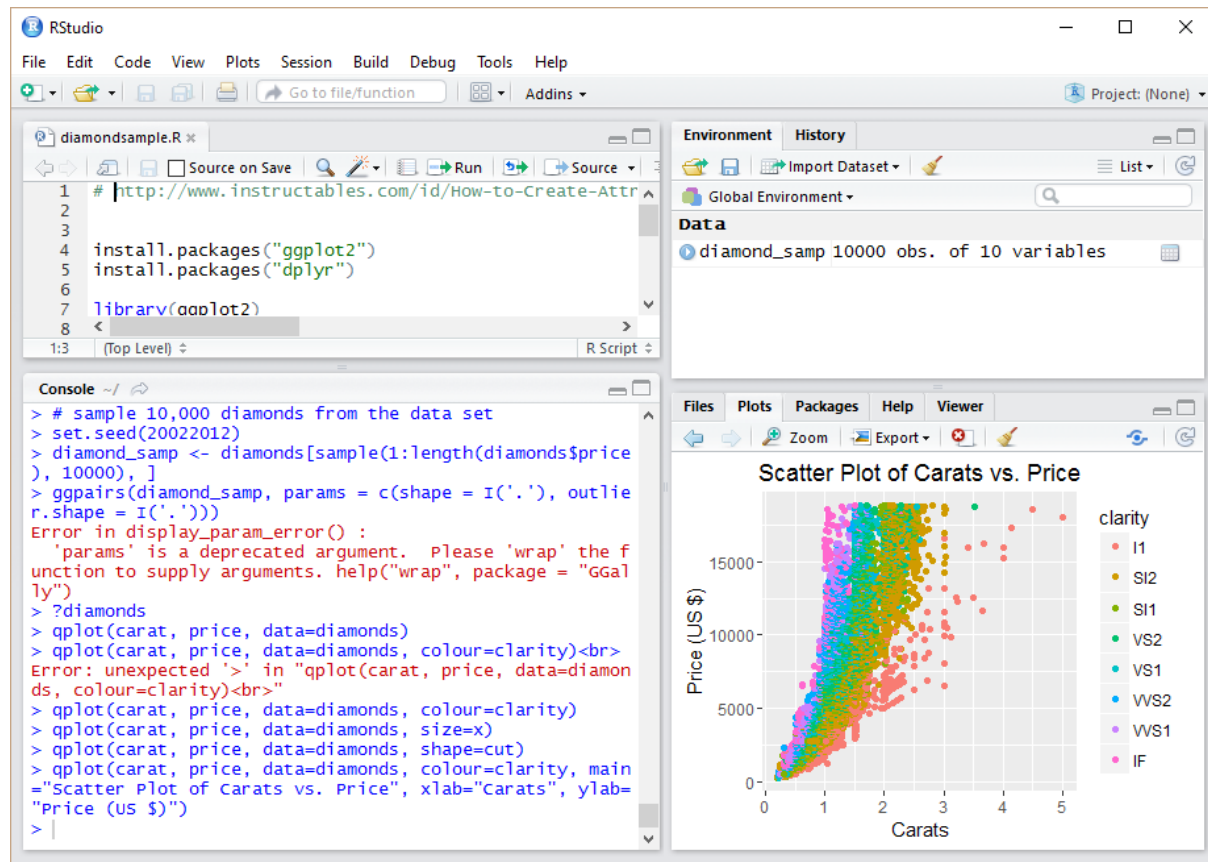 RStudio
File Edit Code View Plots Session Build Debug Tools Help
Go to file/function Addins Project: (None)
diamondsample.R
Source on Save Run Source
1 # http://www.instructables.com/id/How-to-Create-Attr
2
3
4 install.packages("ggplot2")
5 install.packages("dplyr")
6
7 library(ggplot2)
8
1:3 (Top Level) R Script
Console ~/
> # sample 10,000 diamonds from the data set
> set.seed(20022012)
> diamond_samp <- diamonds[sample(1:length(diamonds$price
), 10000), ]
> ggpairs(diamond_samp, params = c(shape = I('.'), outlie
r.shape = I('.')))
Error in display_param_error() :
'params' is a deprecated argument. Please 'wrap' the f
unction to supply arguments. help("wrap", package = "GGal
ly")
> ?diamonds
> qplot(carat, price, data=diamonds)
> qplot(carat, price, data=diamonds, colour=clarity)<br>
Error: unexpected '>' in "qplot(carat, price, data=diamon
ds, colour=clarity)<br>"
> qplot(carat, price, data=diamonds, colour=clarity)
> qplot(carat, price, data=diamonds, size=x)
> qplot(carat, price, data=diamonds, shape=cut)
> qplot(carat, price, data=diamonds, colour=clarity, main
="Scatter Plot of Carats vs. Price", xlab="Carats", ylab=
"Price (US $)")
>
Environment History
Import Dataset List
Global Environment
Data
diamond_samp 10000 obs. of 10 variables
Files Plots Packages Help Viewer
Zoom Export
Scatter Plot of Carats vs. Price
Price (US $)
15000
10000
5000
0
0 1 2 3 4 5
Carats
clarity
I1
SI2
SI1
VS2
VS1
VVS2
VVS1
IF